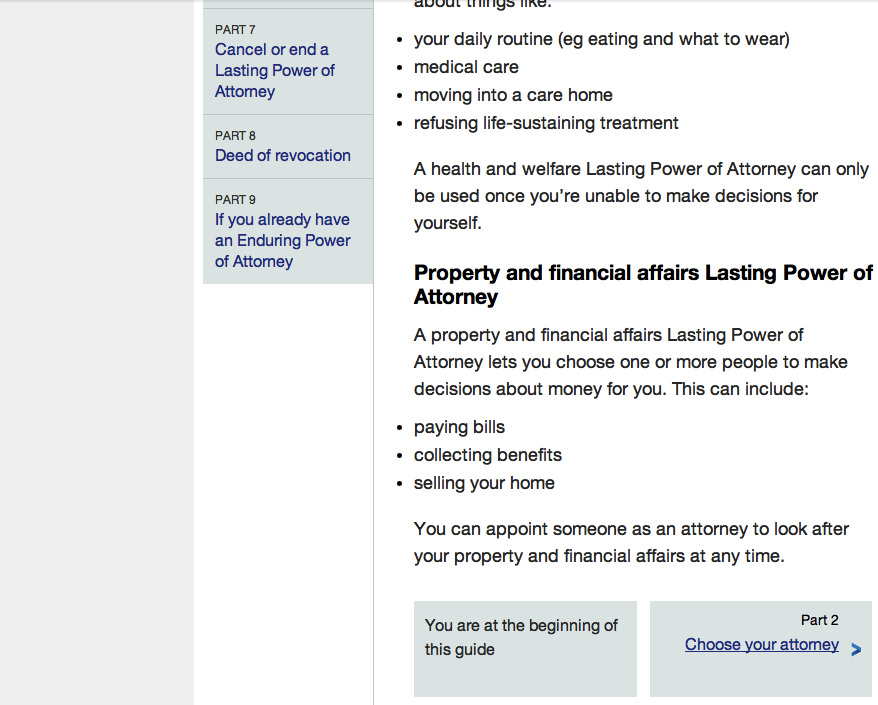 PART 7
Cancel or end a
Lasting Power of
Attorney
PART 8
Deed of revocation
PART 9
If you already have
an Enduring Power
of Attorney
about things like:
• your daily routine (eg eating and what to wear)
• medical care
• moving into a care home
• refusing life-sustaining treatment
A health and welfare Lasting Power of Attorney can only
be used once you’re unable to make decisions for
yourself.
Property and financial affairs Lasting Power of
Attorney
A property and financial affairs Lasting Power of
Attorney lets you choose one or more people to make
decisions about money for you. This can include:
• paying bills
• collecting benefits
• selling your home
You can appoint someone as an attorney to look after
your property and financial affairs at any time.
You are at the beginning of
this guide
Part 2
Choose your attorney >